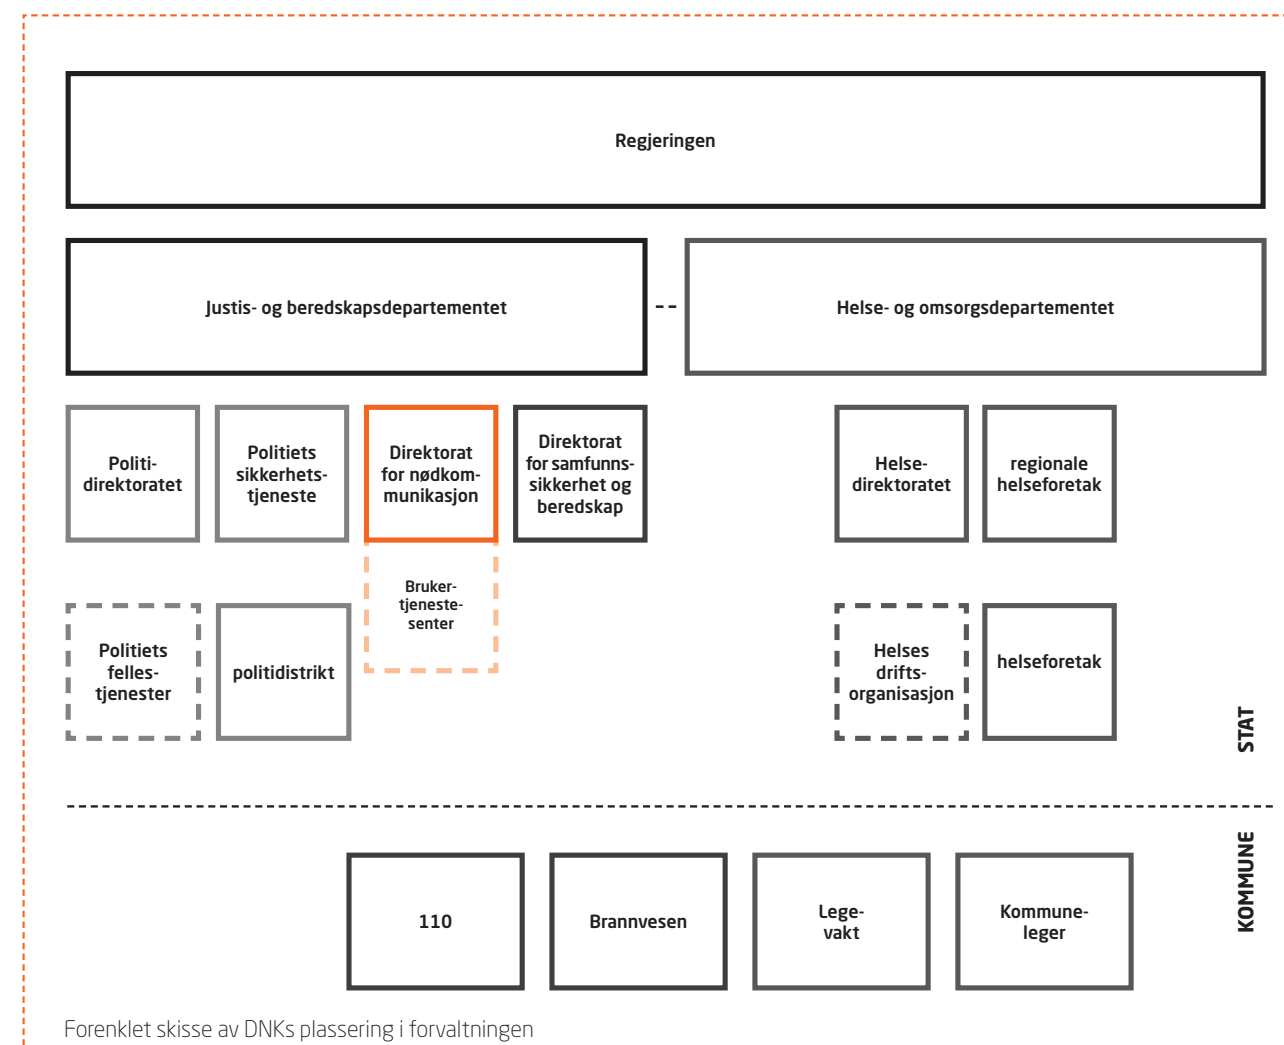 Regjeringen
Justis- og beredskapsdepartementet
Helse- og omsorgsdepartementet
Politi-
direktoratet
Politiets
sikkerhets-
tjeneste
Direktorat
for nødkom-
munikasjon
Direktorat
for samfunns-
sikkerhet og
beredskap
Helse-
direktoratet
regionale
helseforetak
Bruker-
tjeneste-
senter
Politiets
felles-
tjenester
politidistrikt
Helses
drifts-
organisasjon
helseforetak
STAT
KOMMUNE
110
Brannvesen
Lege-
vakt
Kommune-
leger
Forenklet skisse av DNKs plassering i forvaltningen